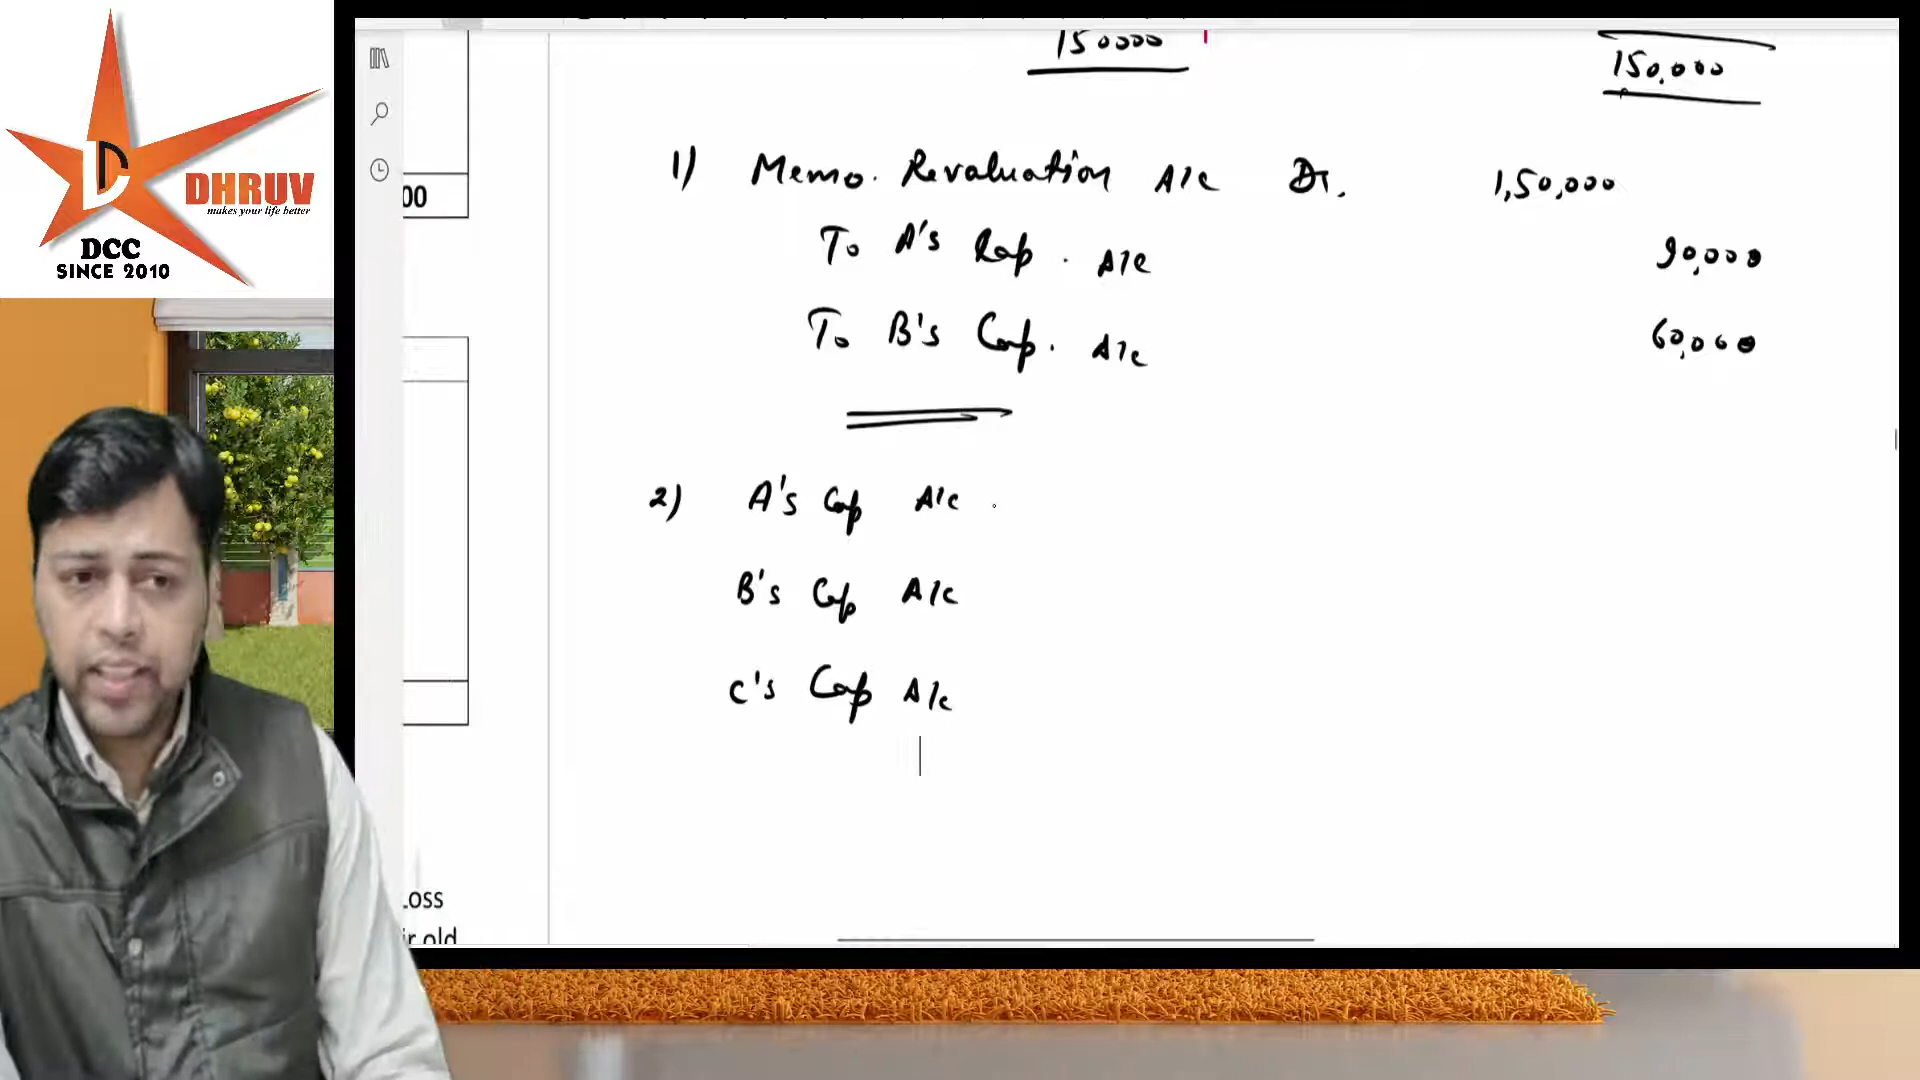 150000
150,000
1) Memo. Revaluation A/c Dr. 1,50,000
To A's Cap. A/c 90,000
To B's Cap. A/c 60,000
2) A's Cap A/c
B's Cap A/c
C's Cap A/c
00
Loss
ir old
DC
DHRUV
makes your life better
DCC
SINCE 2010